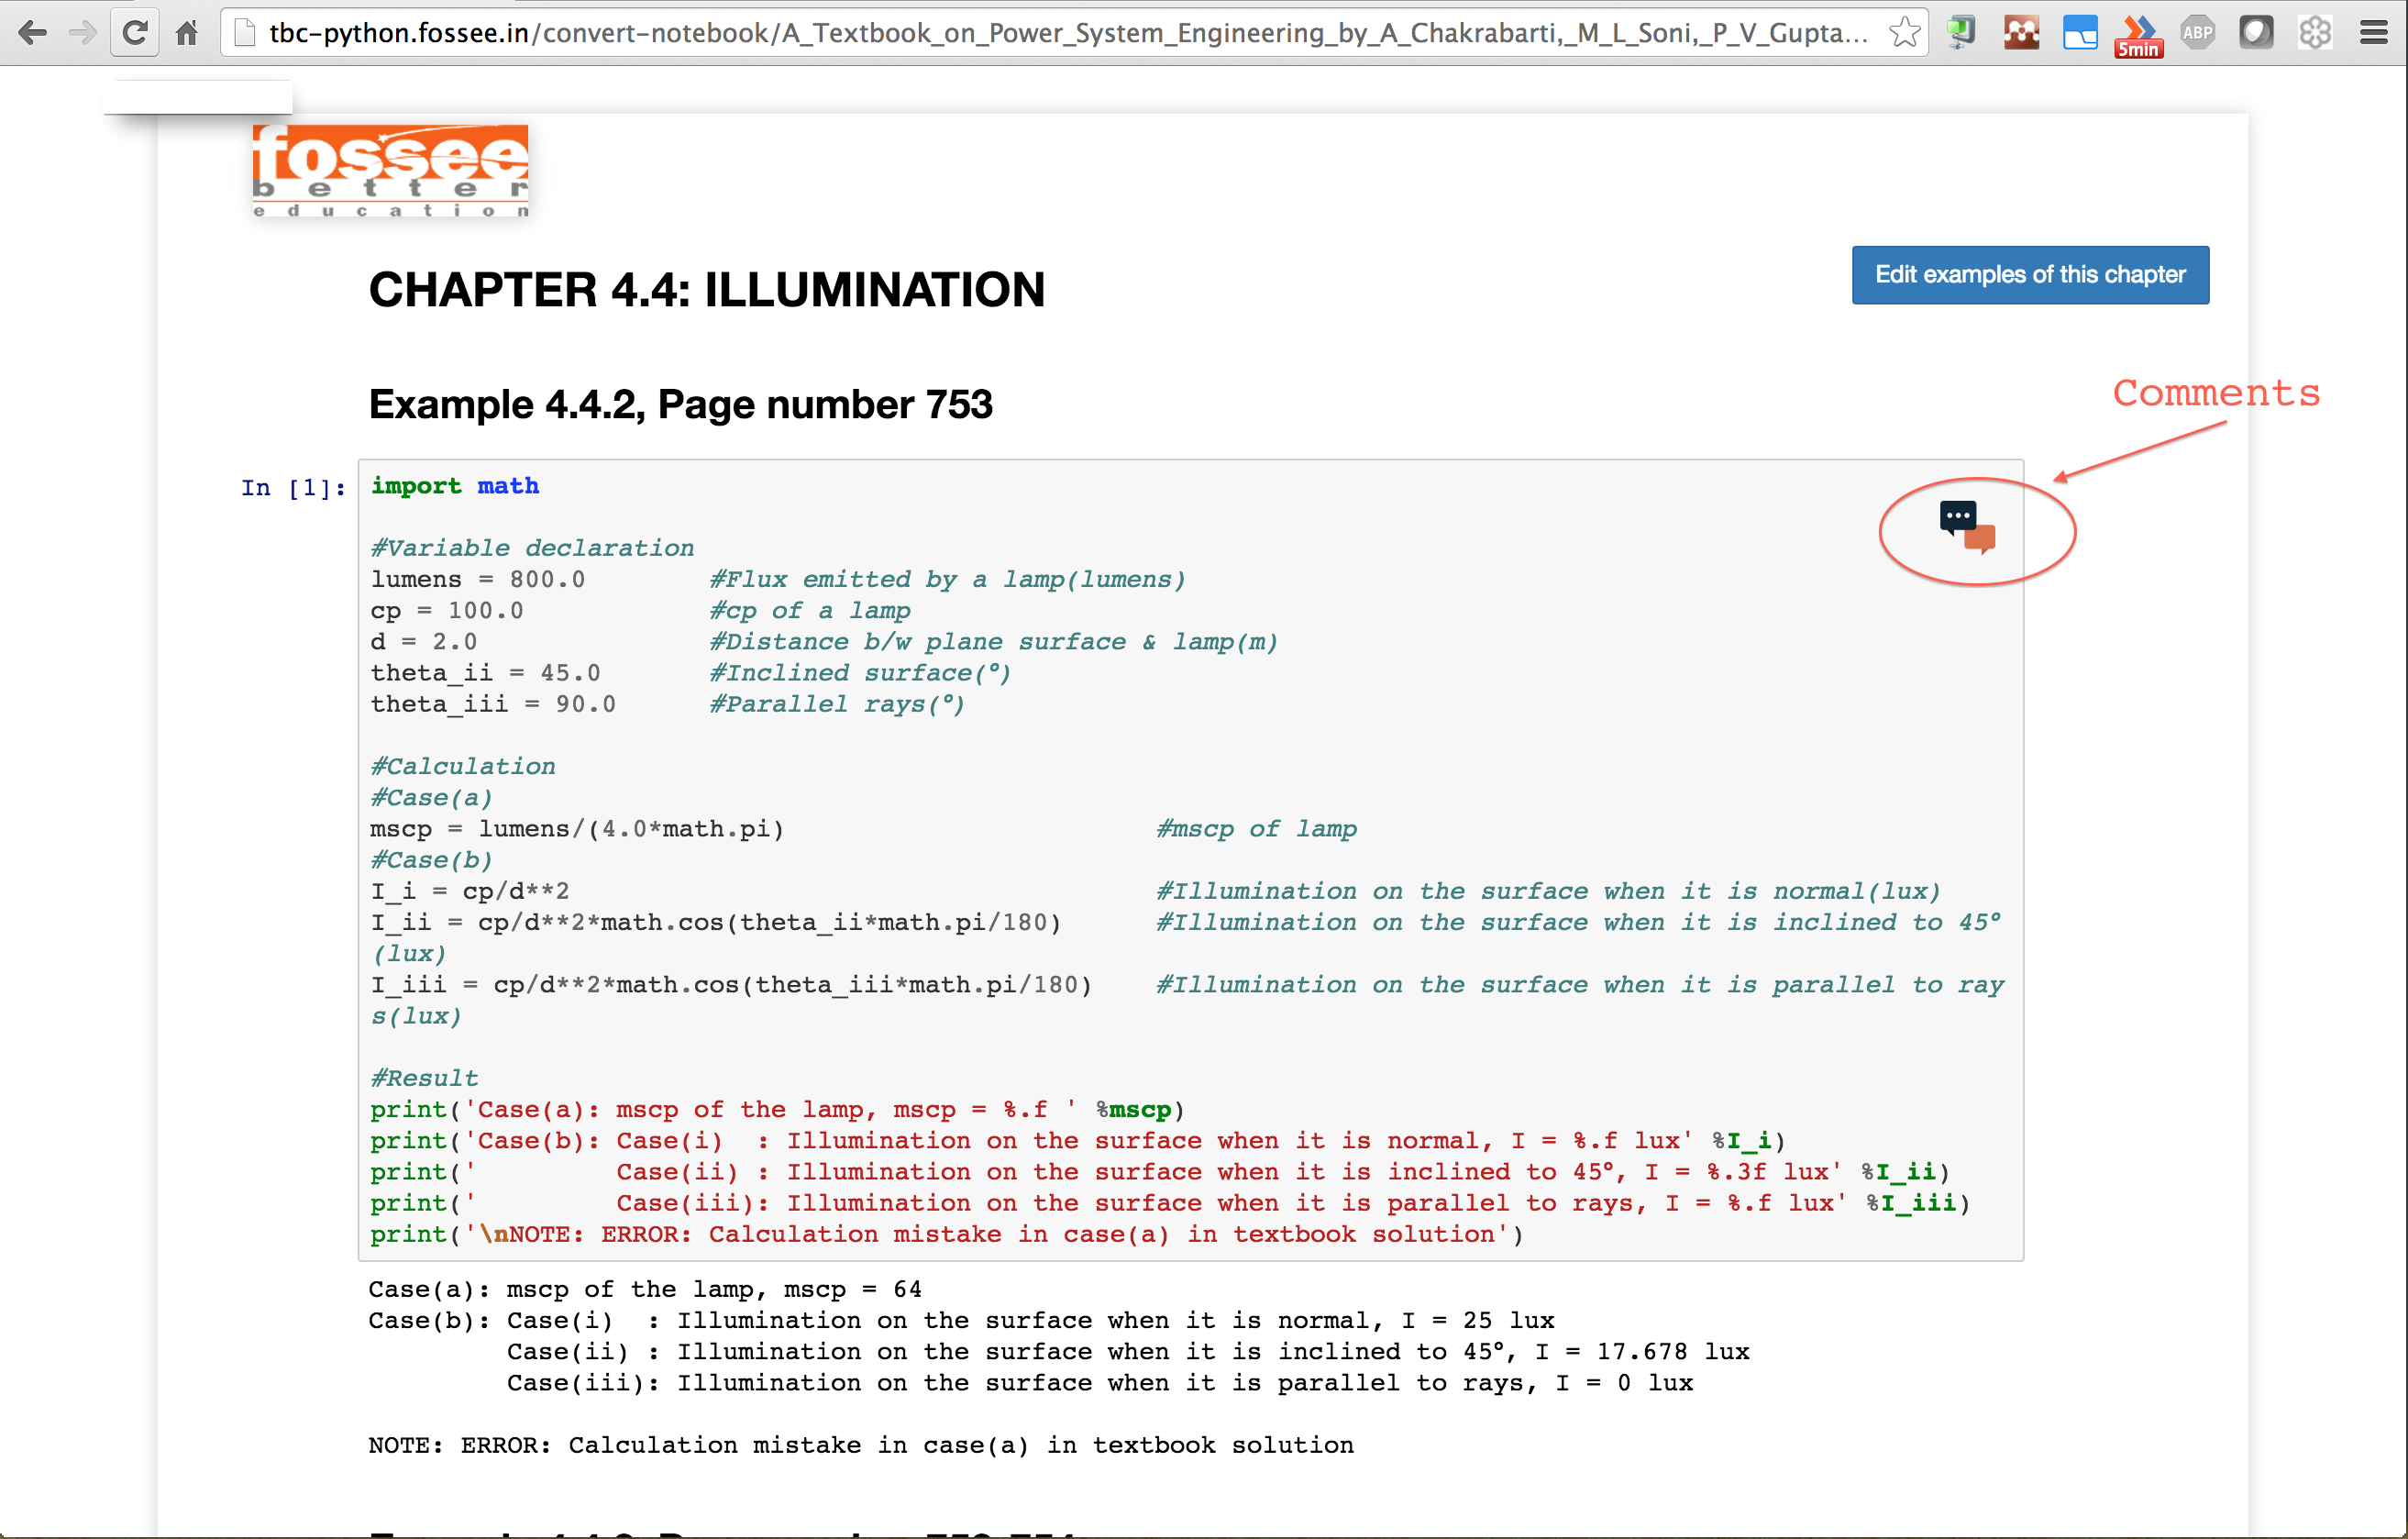 tbc-python.fossee.in/convert-notebook/A_Textbook_on_Power_System_Engineering_by_A_Chakrabarti,_M_L_Soni,_P_V_Gupta...
5min
ABP
fossee
better
education
CHAPTER 4.4: ILLUMINATION
Edit examples of this chapter
Comments
Example 4.4.2, Page number 753
In [1]:
import math
#Variable declaration
lumens = 800.0        #Flux emitted by a lamp(lumens)
cp = 100.0            #cp of a lamp
d = 2.0               #Distance b/w plane surface & lamp(m)
theta_ii = 45.0       #Inclined surface(°)
theta_iii = 90.0      #Parallel rays(°)
#Calculation
#Case(a)
mscp = lumens/(4.0*math.pi)                        #mscp of lamp
#Case(b)
I_i = cp/d**2                                      #Illumination on the surface when it is normal(lux)
I_ii = cp/d**2*math.cos(theta_ii*math.pi/180)      #Illumination on the surface when it is inclined to 45°
(lux)
I_iii = cp/d**2*math.cos(theta_iii*math.pi/180)    #Illumination on the surface when it is parallel to ray
s(lux)
#Result
print('Case(a): mscp of the lamp, mscp = %.f ' %mscp)
print('Case(b): Case(i)  : Illumination on the surface when it is normal, I = %.f lux' %I_i)
print('         Case(ii) : Illumination on the surface when it is inclined to 45°, I = %.3f lux' %I_ii)
print('         Case(iii): Illumination on the surface when it is parallel to rays, I = %.f lux' %I_iii)
print('\nNOTE: ERROR: Calculation mistake in case(a) in textbook solution')
Case(a): mscp of the lamp, mscp = 64
Case(b): Case(i)  : Illumination on the surface when it is normal, I = 25 lux
         Case(ii) : Illumination on the surface when it is inclined to 45°, I = 17.678 lux
         Case(iii): Illumination on the surface when it is parallel to rays, I = 0 lux
NOTE: ERROR: Calculation mistake in case(a) in textbook solution